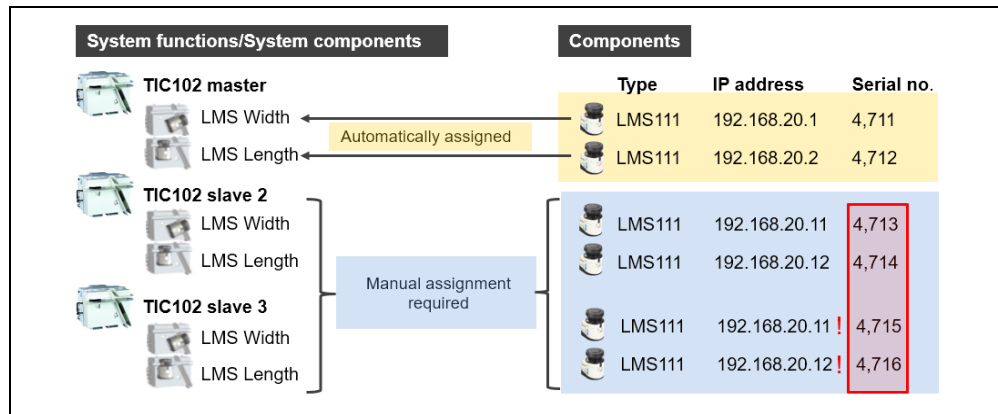 System functions/System components
Components
TIC102 master
Type IP address Serial no.
LMS Width
Automatically assigned
LMS111 192.168.20.1 4,711
LMS Length
LMS111 192.168.20.2 4,712
TIC102 slave 2
LMS Width
LMS111 192.168.20.11 4,713
LMS Length
LMS111 192.168.20.12 4,714
Manual assignment
required
TIC102 slave 3
LMS Width
LMS111 192.168.20.11 ! 4,715
LMS Length
LMS111 192.168.20.12 ! 4,716